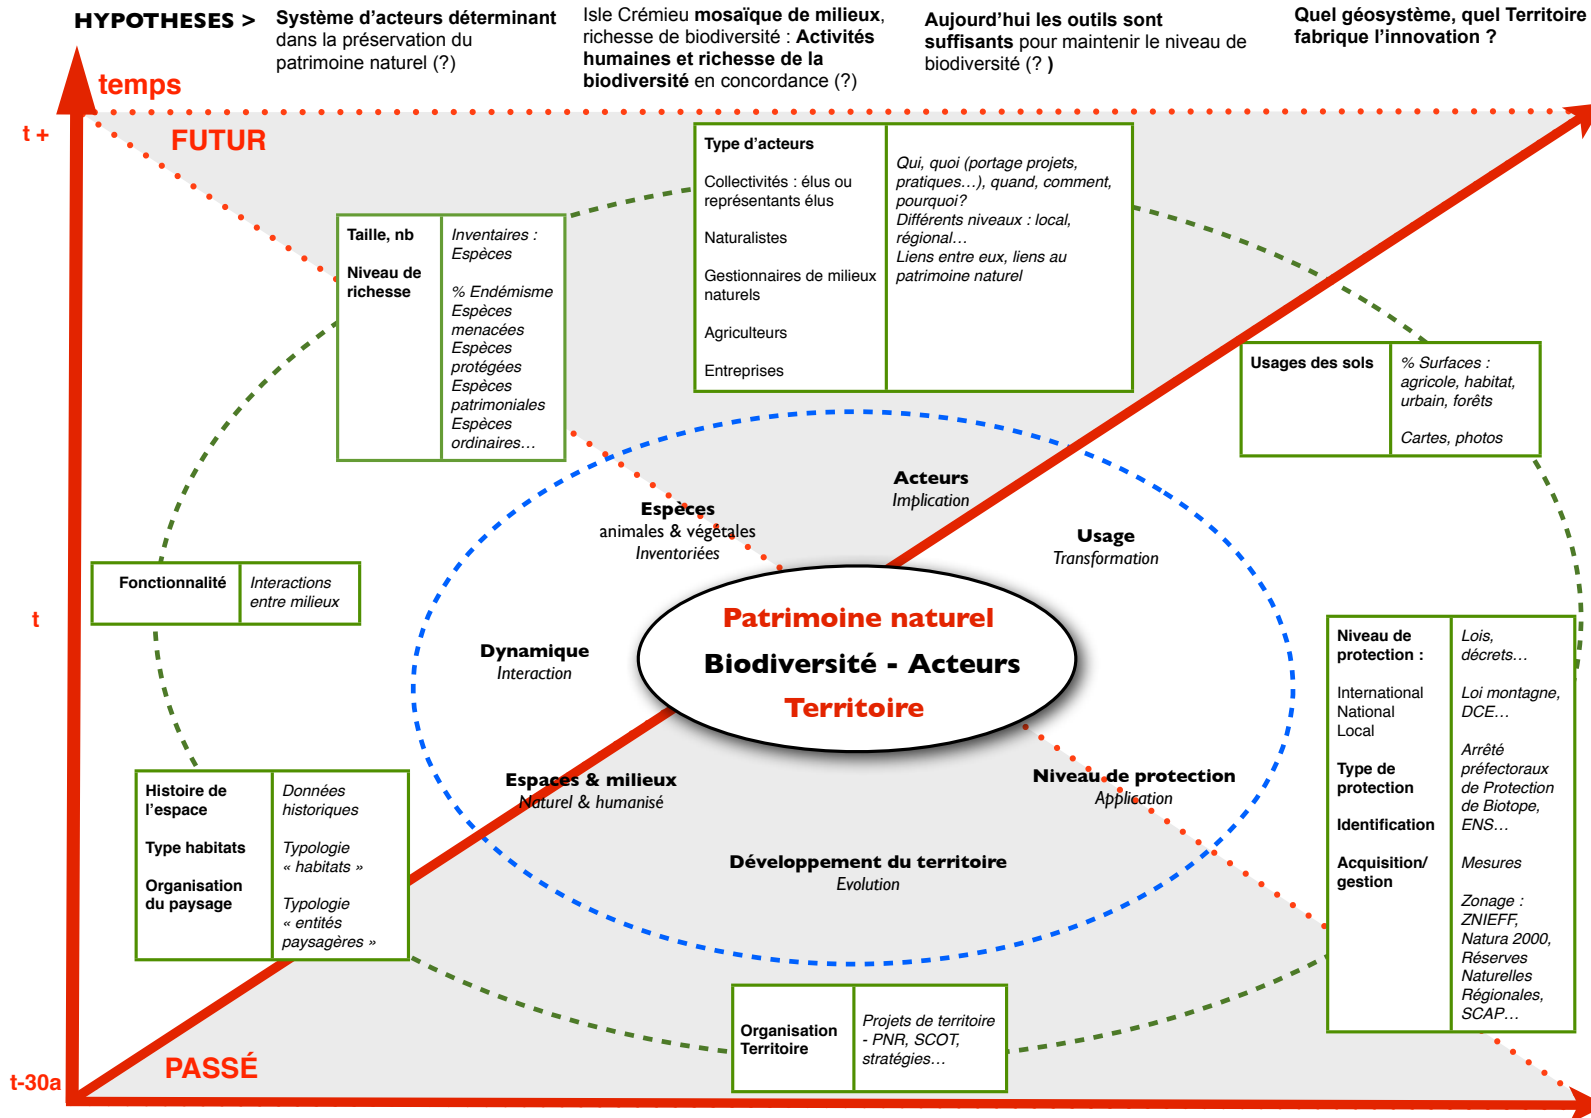 HYPOTHESES >
Système d'acteurs déterminant
dans la préservation du
patrimoine naturel (?)
Isle Crémieu mosaïque de milieux,
richesse de biodiversité : Activités
humaines et richesse de la
biodiversité en concordance (?)
Aujourd'hui les outils sont
suffisants pour maintenir le niveau de
biodiversité (? )
Quel géosystème, quel Territoire
fabrique l'innovation ?
temps
t +
FUTUR
Taille, nb
Niveau de
richesse
Inventaires :
Espèces
% Endémisme
Espèces
menacées
Espèces
protégées
Espèces
patrimoniales
Espèces
ordinaires…
Type d'acteurs
Collectivités : élus ou
représentants élus
Naturalistes
Gestionnaires de milieux
naturels
Agriculteurs
Entreprises
Qui, quoi (portage projets,
pratiques…), quand, comment,
pourquoi?
Différents niveaux : local,
régional…
Liens entre eux, liens au
patrimoine naturel
Usages des sols
% Surfaces :
agricole, habitat,
urbain, forêts
Cartes, photos
Acteurs
Implication
Espèces
animales & végétales
Inventoriées
Usage
Transformation
Fonctionnalité
Interactions
entre milieux
t
Patrimoine naturel
Biodiversité - Acteurs
Territoire
Dynamique
Interaction
Niveau de
protection :
International
National
Local
Type de
protection
Identification
Acquisition/
gestion
Lois,
décrets…
Loi montagne,
DCE…
Arrêté
préfectoraux
de Protection
de Biotope,
ENS…
Mesures
Zonage :
ZNIEFF,
Natura 2000,
Réserves
Naturelles
Régionales,
SCAP…
Espaces & milieux
Naturel & humanisé
Niveau de protection
Application
Histoire de
l'espace
Type habitats
Organisation
du paysage
Données
historiques
Typologie
« habitats »
Typologie
« entités
paysagères »
Développement du territoire
Evolution
Organisation
Territoire
Projets de territoire
- PNR, SCOT,
stratégies…
PASSÉ
t-30a